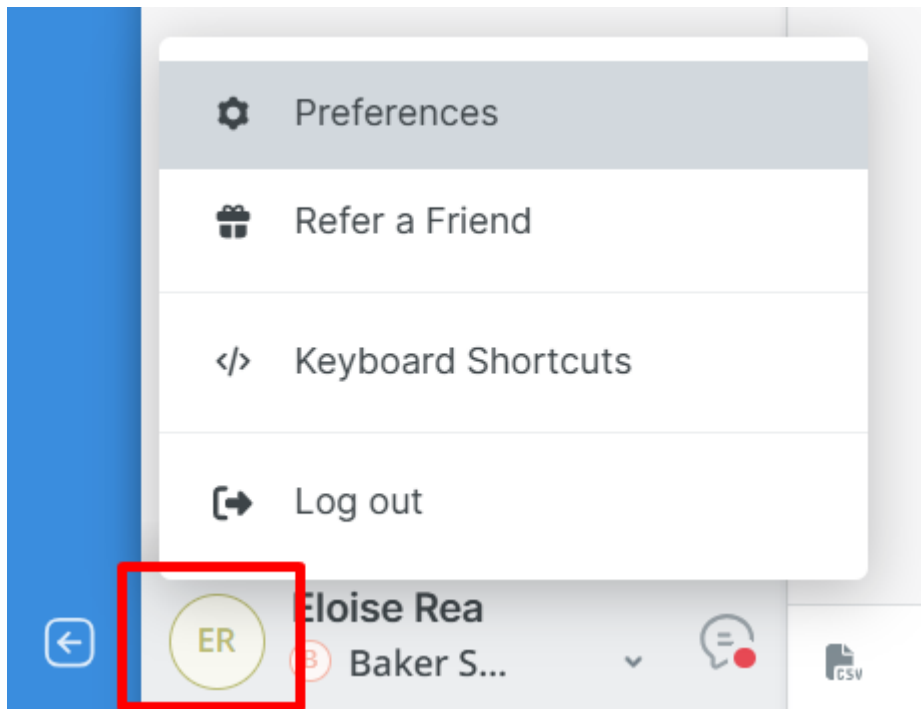 Preferences
Refer a Friend
</> Keyboard Shortcuts
Log out
ER
Eloise Rea
B Baker S...
CSV